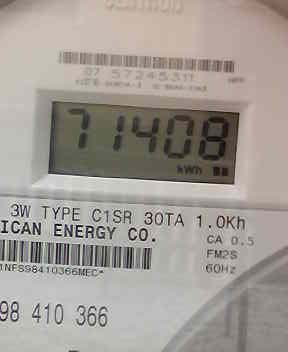 CENTRON
07 57245311
71408
kWh
3W TYPE C1SR 30TA 1.0Kh
ICAN ENERGY CO.
CA 0.5
FM2S
60Hz
1NFS98410366MEC*
98 410 366